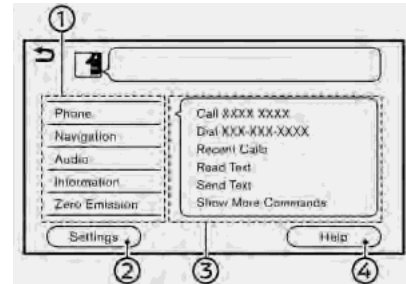 ①
Phone
Navigation
Audio
Information
Zero Emission
Call XXXX XXXX
Dial XXX-XXX-XXXX
Recent Calls
Read Text
Send Text
Show More Commands
Settings
Help
②
③
④